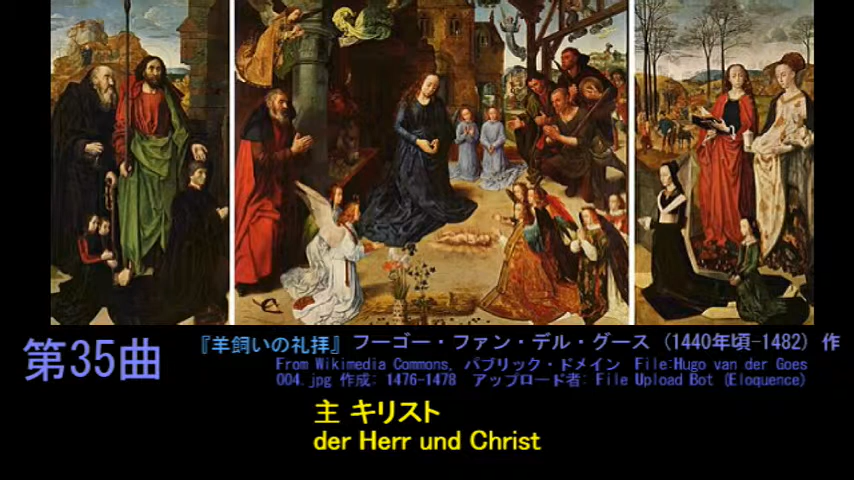 第35曲
『羊飼いの礼拝』 フーゴー・ファン・デル・グース (1440年頃-1482) 作
From Wikimedia Commons, パブリック・ドメイン File:Hugo van der Goes
004.jpg 作成: 1476-1478 アップロード者: File Upload Bot (Eloquence)
主 キリスト
der Herr und Christ